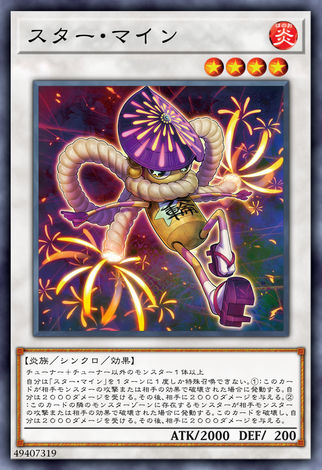 スター・マイン
ほのお
炎
轟
【炎族／シンクロ／効果】
チューナー＋チューナー以外のモンスター１体以上
自分は「スター・マイン」を１ターンに１度しか特殊召喚できない。①：このカー
ドが相手モンスターの攻撃または相手の効果で破壊された場合に発動する。自
分は２０００ダメージを受ける。その後、相手に２０００ダメージを与える。②
：このカードの隣のモンスターゾーンに存在するモンスターが相手モンスター
の攻撃または相手の効果で破壊された場合に発動する。このカードを破壊し、自
分は２０００ダメージを受ける。その後、相手に２０００ダメージを与える。
ATK/2000 DEF/ 200
49407319